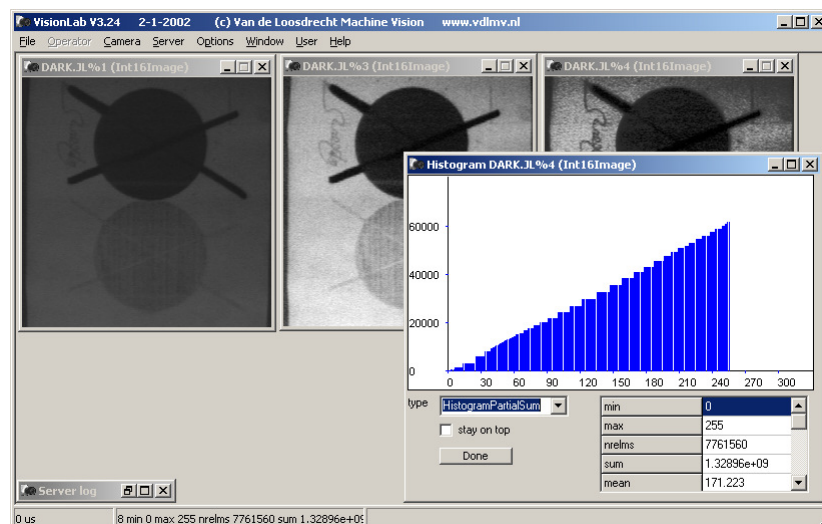 VisionLab V3.24 2-1-2002 (c) Van de Loosdrecht Machine Vision www.vdlmv.nl
File Operator Camera Server Options Window User Help
DARK.JL%1 (Int16Image)
DARK.JL%3 (Int16Image)
DARK.JL%4 (Int16Image)
Histogram DARK.JL%4 (Int16Image)
60000
40000
20000
0
0 30 60 90 120 150 180 210 240 270 300
type HistogramPartialSum
stay on top
Done
min 0
max 255
nrelms 7761560
sum 1.32896e+09
mean 171.223
Server log
0 us 8 min 0 max 255 nrelms 7761560 sum 1.32896e+09